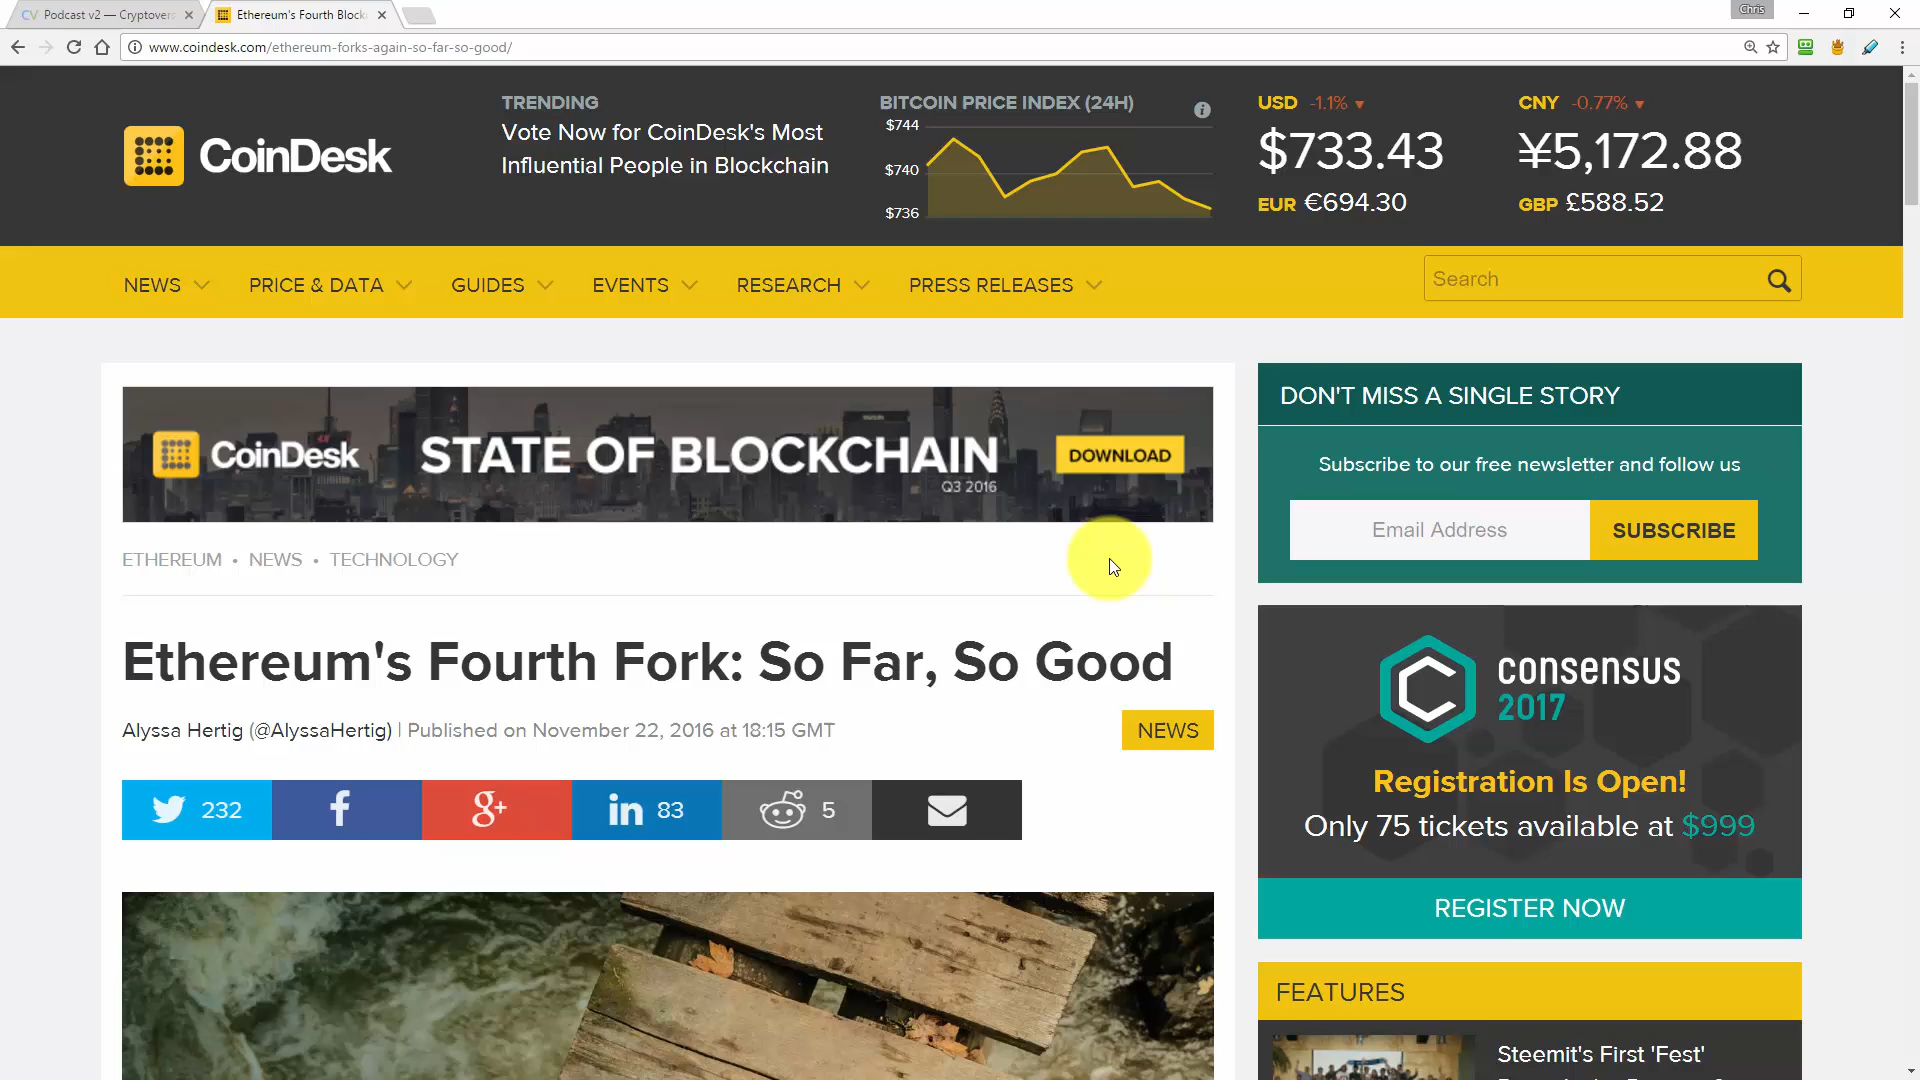 Podcast v2 — Cryptovers
Ethereum's Fourth Block
Chris
www.coindesk.com/ethereum-forks-again-so-far-so-good/
CoinDesk
TRENDING
Vote Now for CoinDesk's Most
Influential People in Blockchain
BITCOIN PRICE INDEX (24H)
$744
$740
$736
USD -1.1%
$733.43
EUR €694.30
CNY -0.77%
¥5,172.88
GBP £588.52
NEWS
PRICE & DATA
GUIDES
EVENTS
RESEARCH
PRESS RELEASES
Search
CoinDesk
STATE OF BLOCKCHAIN
Q3 2016
DOWNLOAD
ETHEREUM • NEWS • TECHNOLOGY
Ethereum's Fourth Fork: So Far, So Good
Alyssa Hertig (@AlyssaHertig) | Published on November 22, 2016 at 18:15 GMT
NEWS
232
83
5
DON'T MISS A SINGLE STORY
Subscribe to our free newsletter and follow us
Email Address
SUBSCRIBE
consensus
2017
Registration Is Open!
Only 75 tickets available at $999
REGISTER NOW
FEATURES
Steemit's First 'Fest'